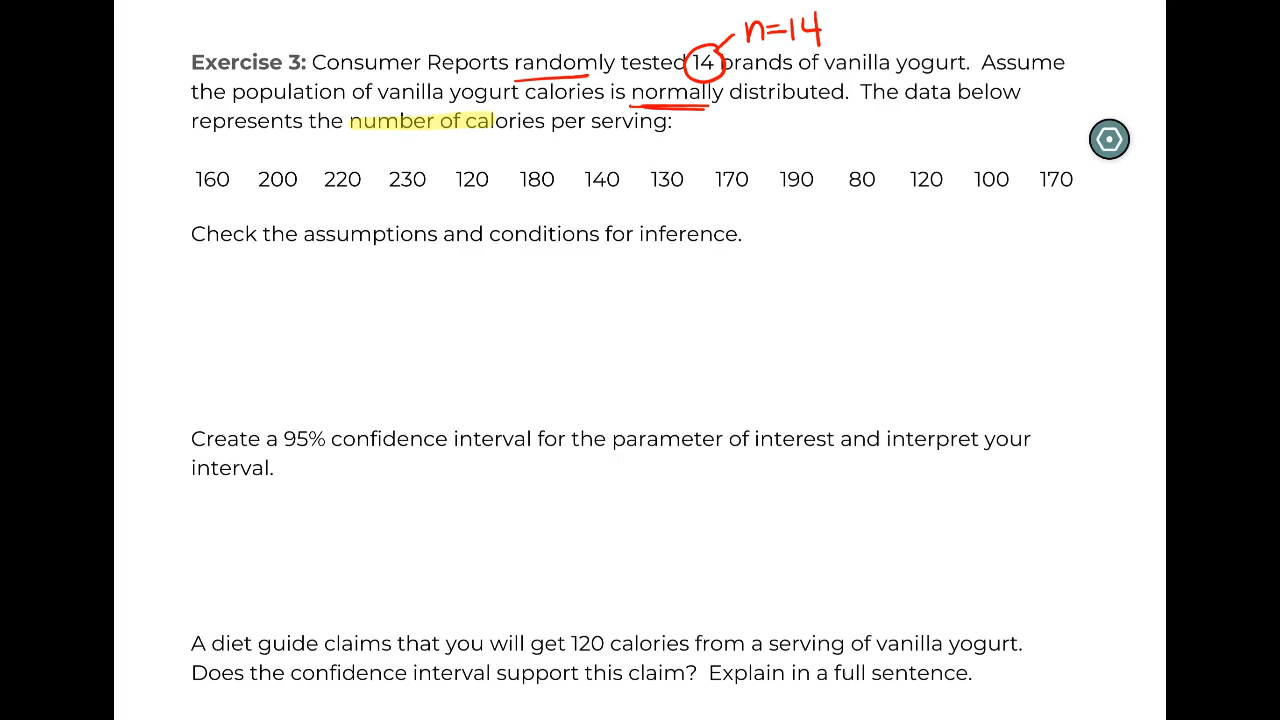 n=14
Exercise 3: Consumer Reports randomly tested 14 brands of vanilla yogurt. Assume
the population of vanilla yogurt calories is normally distributed. The data below
represents the number of calories per serving:
160 200 220 230 120 180 140 130 170 190 80 120 100 170
Check the assumptions and conditions for inference.
Create a 95% confidence interval for the parameter of interest and interpret your
interval.
A diet guide claims that you will get 120 calories from a serving of vanilla yogurt.
Does the confidence interval support this claim? Explain in a full sentence.